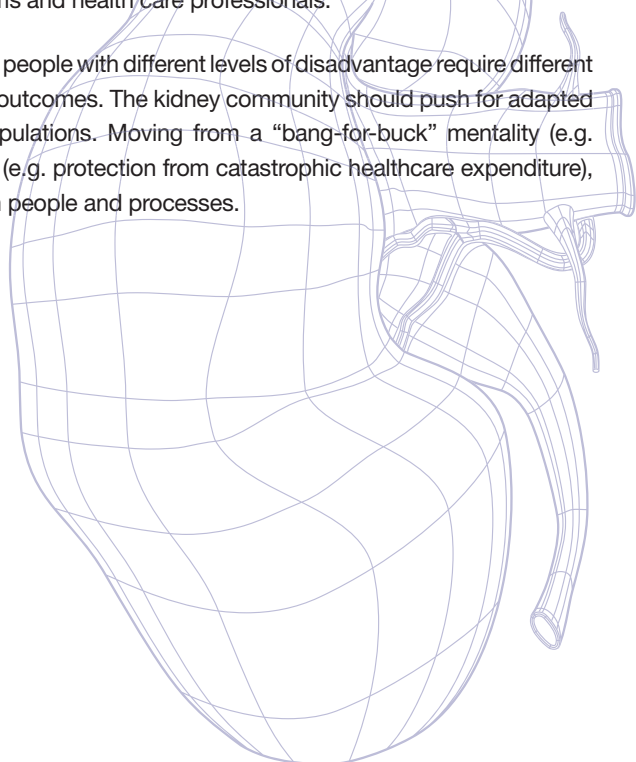 ns and health care professionals.
people with different levels of disadvantage require different
outcomes. The kidney community should push for adapted
pulations. Moving from a “bang-for-buck” mentality (e.g.
(e.g. protection from catastrophic healthcare expenditure),
people and processes.